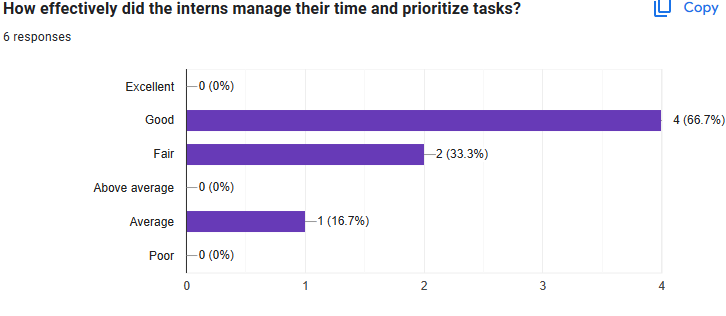 How effectively did the interns manage their time and prioritize tasks?
Copy
6 responses
Excellent 0 (0%)
Good 4 (66.7%)
Fair 2 (33.3%)
Above average 0 (0%)
Average 1 (16.7%)
Poor 0 (0%)
0 1 2 3 4